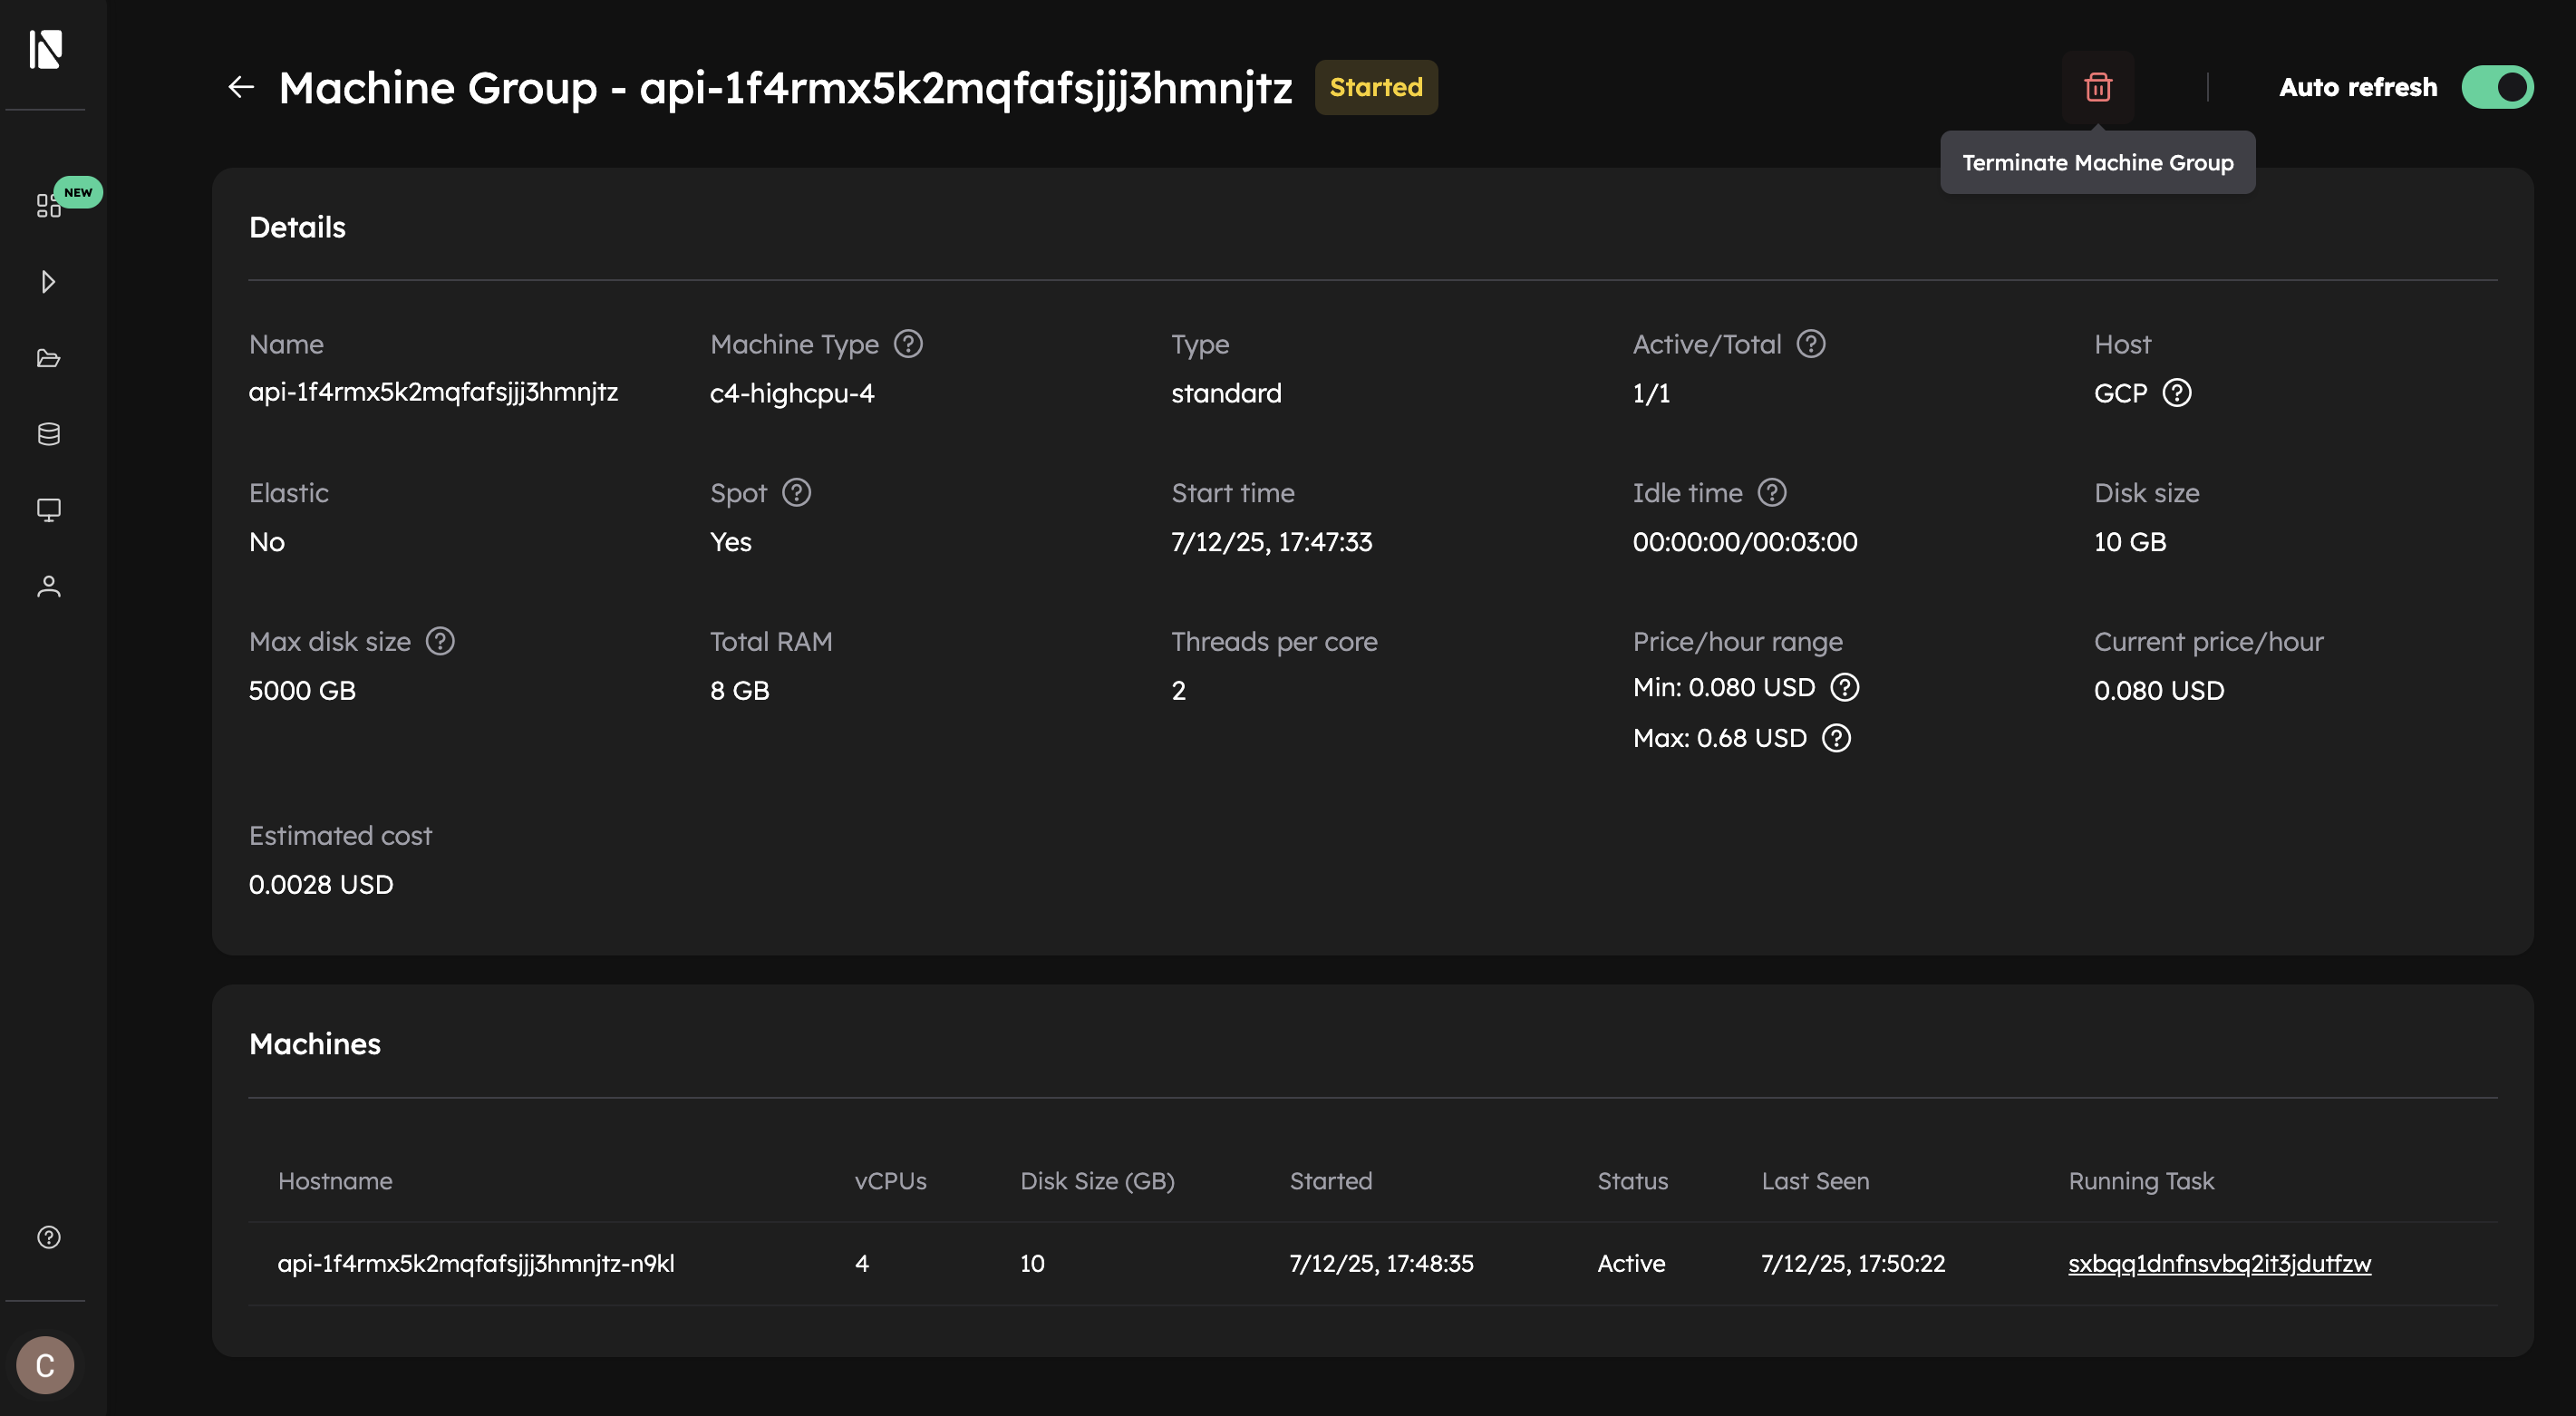 Machine Group - api-1f4rmx5k2mqfafsjjj3hmnjtz Started Auto refresh
NEW
Terminate Machine Group
Details
Name Machine Type Type Active/Total Host
api-1f4rmx5k2mqfafsjjj3hmnjtz c4-highcpu-4 standard 1/1 GCP
Elastic Spot Start time Idle time Disk size
No Yes 7/12/25, 17:47:33 00:00:00/00:03:00 10 GB
Max disk size Total RAM Threads per core Price/hour range Current price/hour
5000 GB 8 GB 2 Min: 0.080 USD 0.080 USD
Max: 0.68 USD
Estimated cost
0.0028 USD
Machines
Hostname vCPUs Disk Size (GB) Started Status Last Seen Running Task
api-1f4rmx5k2mqfafsjjj3hmnjtz-n9kl 4 10 7/12/25, 17:48:35 Active 7/12/25, 17:50:22 sxbqq1dnfnsvbq2it3jdutfzw
C